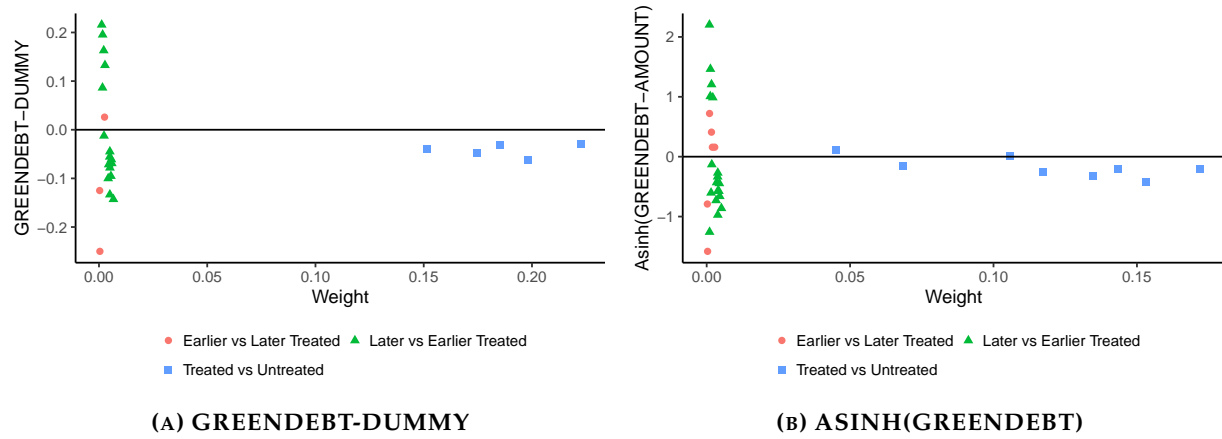 GREENDEBT−DUMMY
0.2
0.1
0.0
−0.1
−0.2
0.00 0.05 0.10 0.15 0.20
Weight
Earlier vs Later Treated Later vs Earlier Treated
Treated vs Untreated
(A) GREENDEBT-DUMMY
Asinh(GREENDEBT−AMOUNT)
2
1
0
−1
0.00 0.05 0.10 0.15
Weight
Earlier vs Later Treated Later vs Earlier Treated
Treated vs Untreated
(B) ASINH(GREENDEBT)